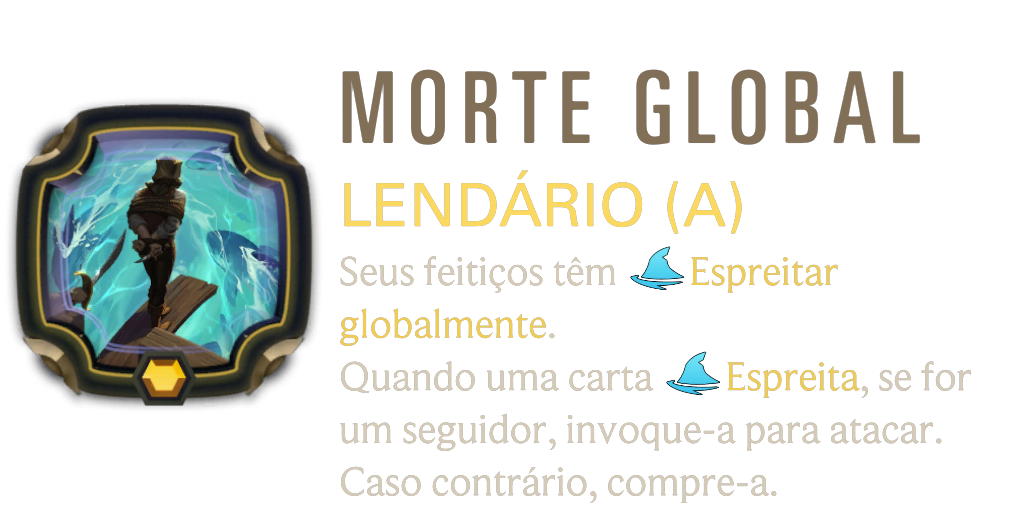 MORTE GLOBAL
LENDÁRIO (A)
Seus feitiços têm Espreitar
globalmente.
Quando uma carta Espreita, se for
um seguidor, invoque-a para atacar.
Caso contrário, compre-a.